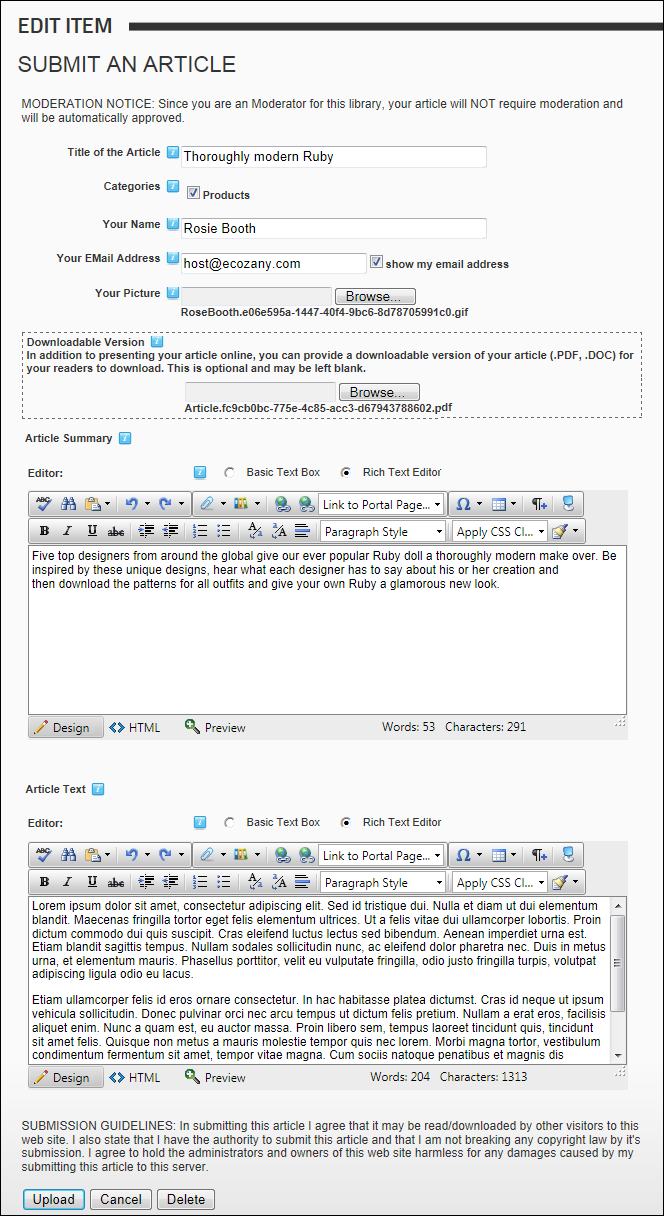 EDIT ITEM
SUBMIT AN ARTICLE
MODERATION NOTICE: Since you are an Moderator for this library, your article will NOT require moderation and
will be automatically approved.
Title of the Article Thoroughly modern Ruby
Categories Products
Your Name Rosie Booth
Your EMail Address host@ecozany.com show my email address
Your Picture Browse...
RoseBooth.e06e595a-1447-40f4-9bc6-8d78705991c0.gif
Downloadable Version
In addition to presenting your article online, you can provide a downloadable version of your article (.PDF, .DOC) for
your readers to download. This is optional and may be left blank.
Browse...
Article.fc9cb0bc-775e-4c85-acc3-d67943788602.pdf
Article Summary
Editor: Basic Text Box Rich Text Editor
ABC Link to Portal Page... Ω
B I U abc Paragraph Style Apply CSS Cl...
Five top designers from around the global give our ever popular Ruby doll a thoroughly modern make over. Be
inspired by these unique designs, hear what each designer has to say about his or her creation and
then download the patterns for all outfits and give your own Ruby a glamorous new look.
Design HTML Preview Words: 53 Characters: 291
Article Text
Editor: Basic Text Box Rich Text Editor
ABC Link to Portal Page... Ω
B I U abc Paragraph Style Apply CSS Cl...
Lorem ipsum dolor sit amet, consectetur adipiscing elit. Sed id tristique dui. Nulla et diam ut dui elementum
blandit. Maecenas fringilla tortor eget felis elementum ultrices. Ut a felis vitae dui ullamcorper lobortis. Proin
dictum commodo dui quis suscipit. Cras eleifend luctus lectus sed bibendum. Aenean imperdiet urna est.
Etiam blandit sagittis tempus. Nullam sodales sollicitudin nunc, ac eleifend dolor pharetra nec. Duis in metus
urna, et elementum mauris. Phasellus porttitor, velit eu vulputate fringilla, odio justo fringilla turpis, volutpat
adipiscing ligula odio eu lacus.
Etiam ullamcorper felis id eros ornare consectetur. In hac habitasse platea dictumst. Cras id neque ut ipsum
vehicula sollicitudin. Donec pulvinar orci nec arcu tempus ut dictum felis pretium. Nullam a erat eros, facilisis
aliquet enim. Nunc a quam est, eu auctor massa. Proin libero sem, tempus laoreet tincidunt quis, tincidunt
sit amet felis. Quisque non metus a mauris molestie tempor quis nec lorem. Morbi magna tortor, vestibulum
condimentum fermentum sit amet, tempor vitae magna. Cum sociis natoque penatibus et magnis dis
Design HTML Preview Words: 204 Characters: 1313
SUBMISSION GUIDELINES: In submitting this article I agree that it may be read/downloaded by other visitors to this
web site. I also state that I have the authority to submit this article and that I am not breaking any copyright law by it's
submission. I agree to hold the administrators and owners of this web site harmless for any damages caused by my
submitting this article to this server.
Upload Cancel Delete